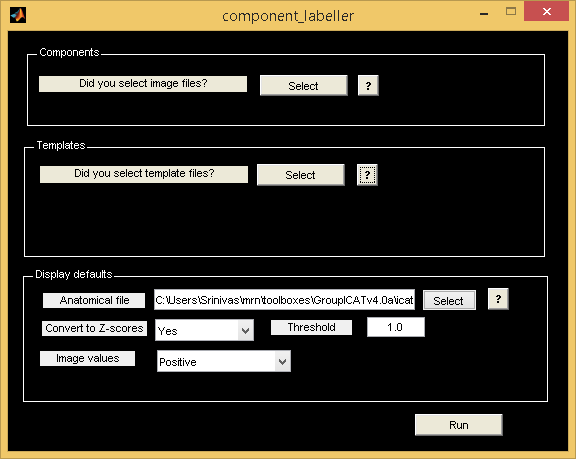 component_labeller
Components
Did you select image files? Select ?
Templates
Did you select template files? Select ?
Display defaults
Anatomical file C:\Users\Srinivas\mrn\toolboxes\GroupICATv4.0a\icat Select ?
Convert to Z-scores Yes Threshold 1.0
Image values Positive
Run